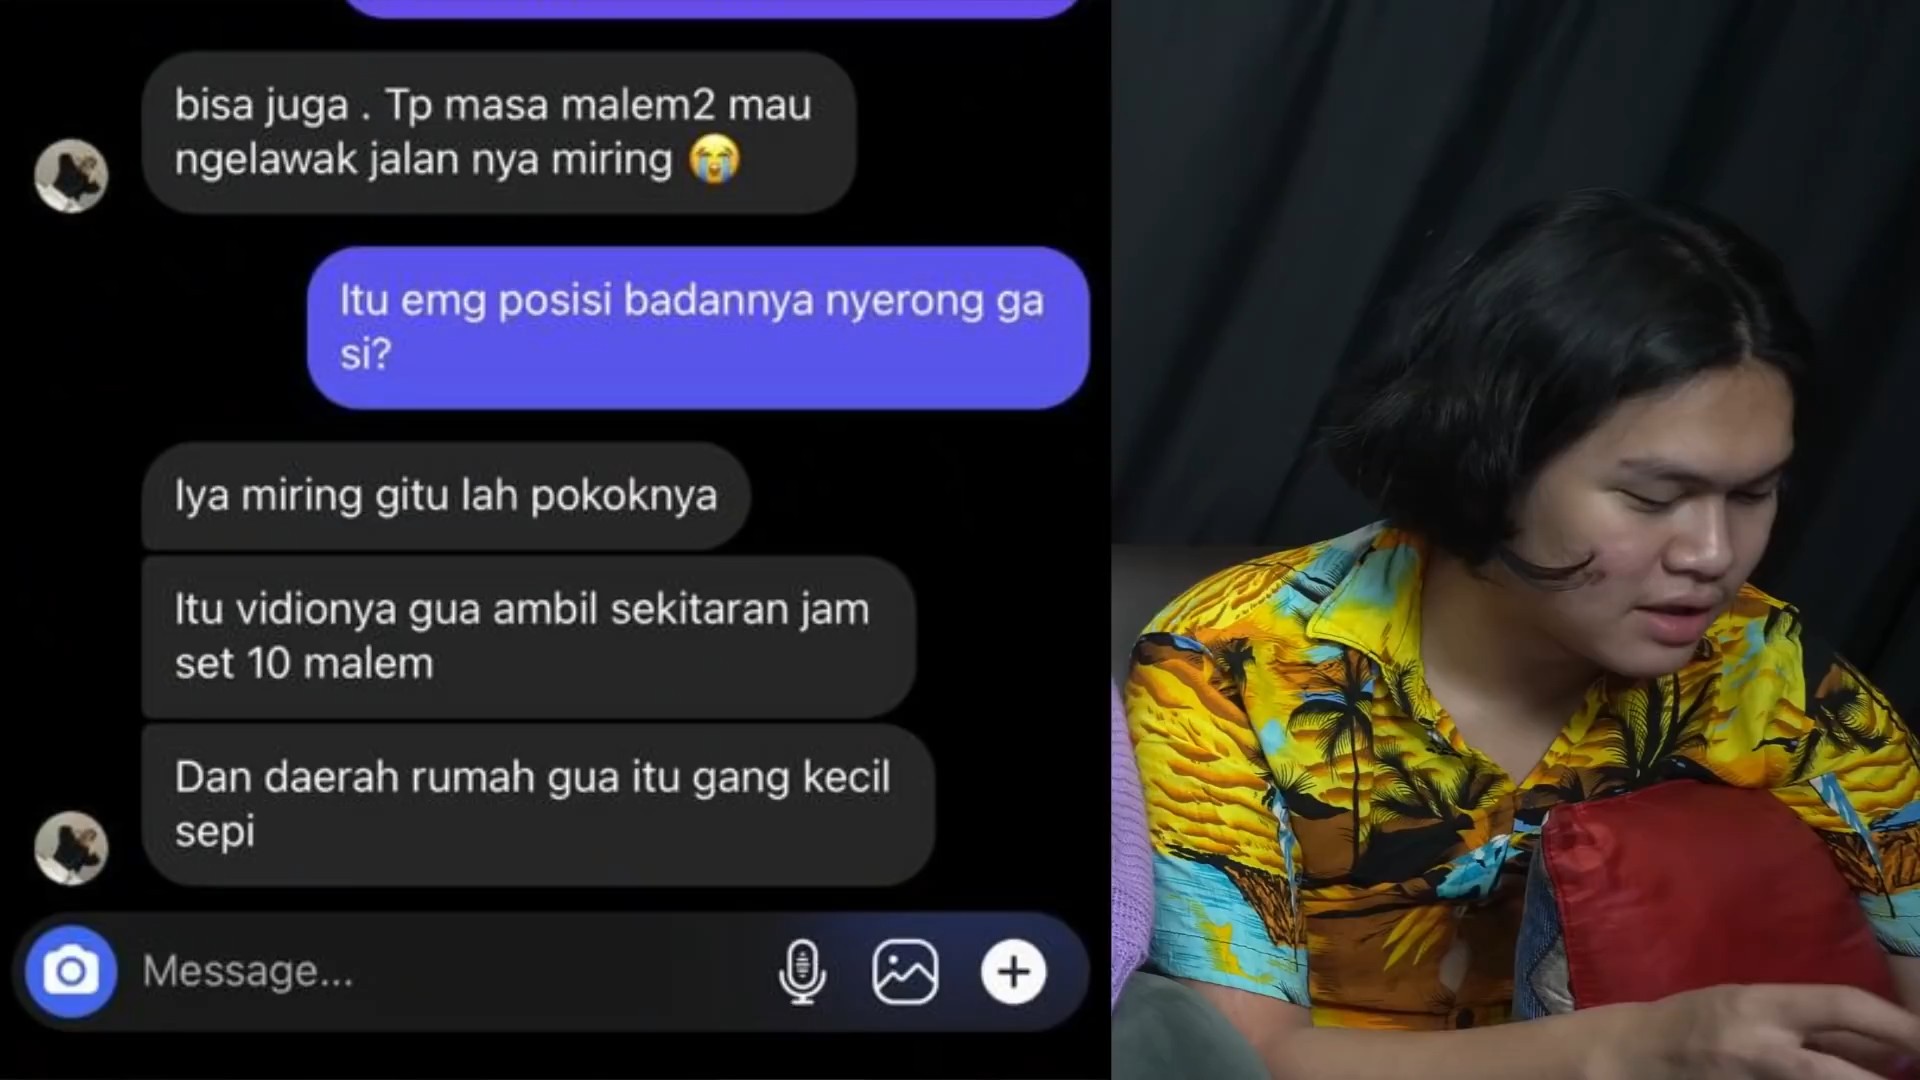 bisa juga . Tp masa malem2 mau
ngelawak jalan nya miring 😭
Itu emg posisi badannya nyerong ga
si?
Iya miring gitu lah pokoknya
Itu vidionya gua ambil sekitaran jam
set 10 malem
Dan daerah rumah gua itu gang kecil
sepi
Message...